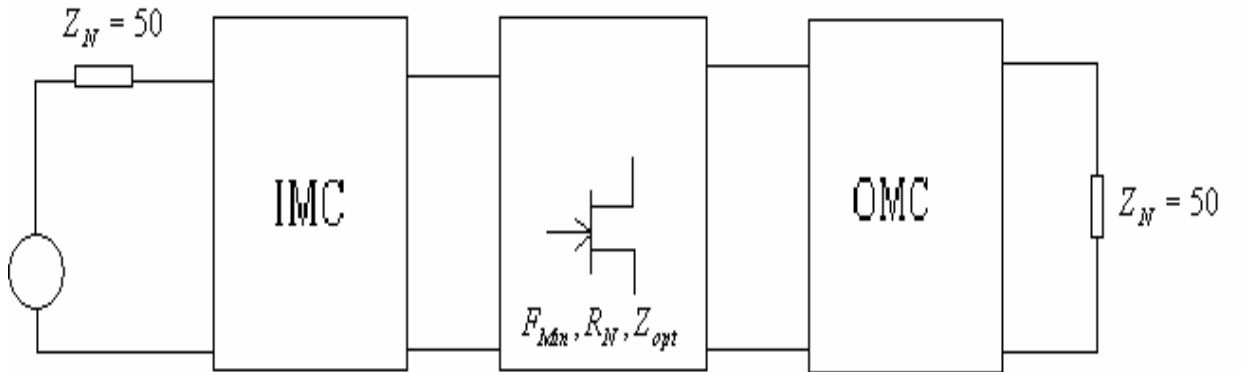 Z_N = 50
IMC
OMC
Z_N = 50
F_Min, R_N, Z_opt